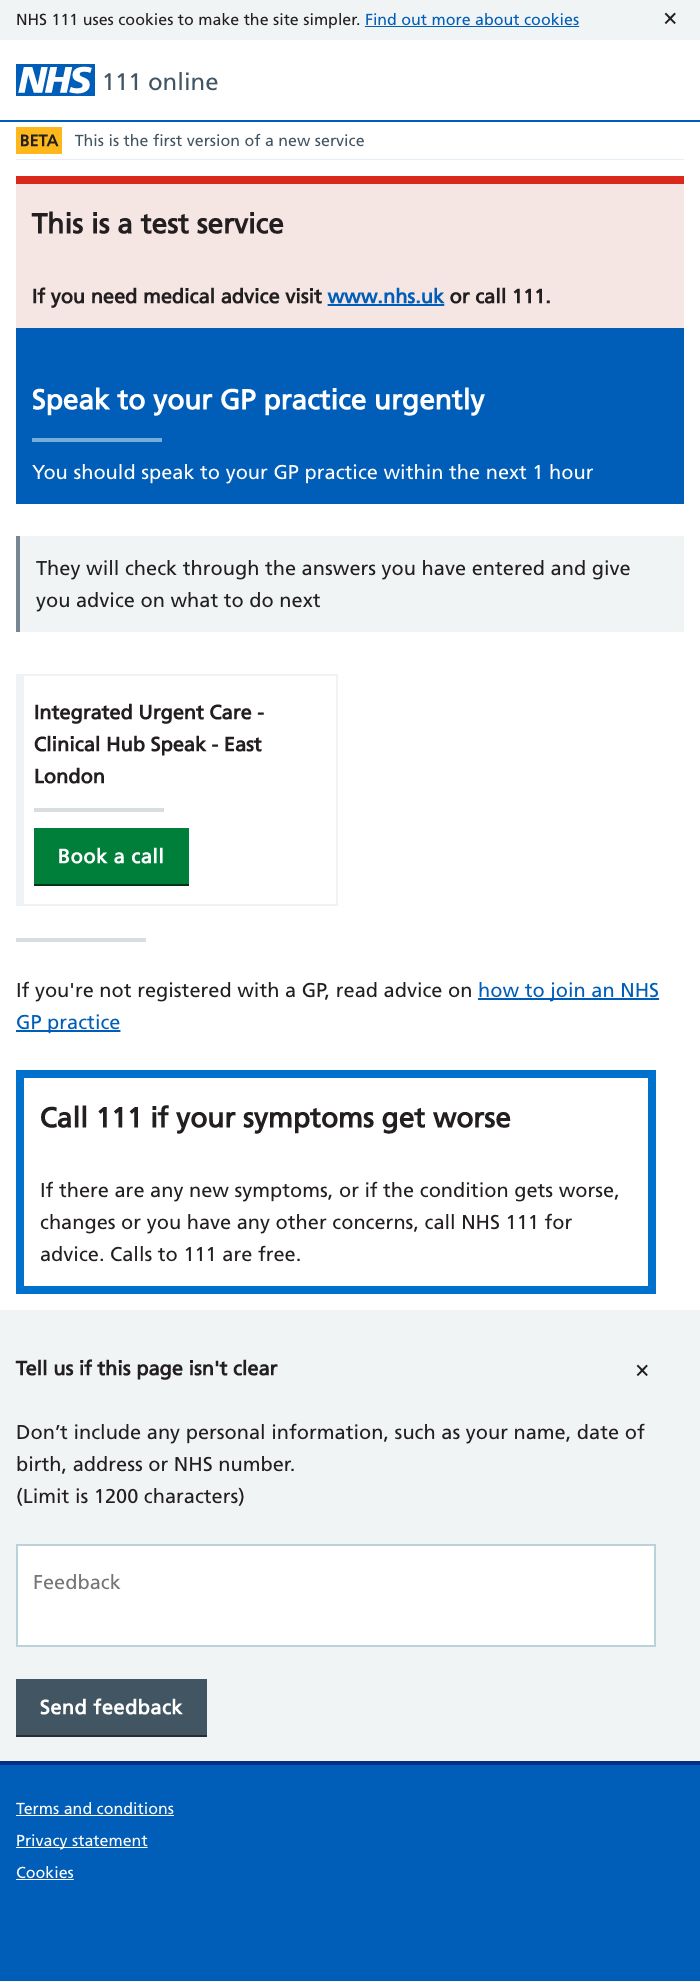 NHS 111 uses cookies to make the site simpler. Find out more about cookies ✕
NHS 111 online
BETA This is the first version of a new service
This is a test service
If you need medical advice visit www.nhs.uk or call 111.
Speak to your GP practice urgently
You should speak to your GP practice within the next 1 hour
They will check through the answers you have entered and give
you advice on what to do next
Integrated Urgent Care -
Clinical Hub Speak - East
London
Book a call
If you're not registered with a GP, read advice on how to join an NHS
GP practice
Call 111 if your symptoms get worse
If there are any new symptoms, or if the condition gets worse,
changes or you have any other concerns, call NHS 111 for
advice. Calls to 111 are free.
Tell us if this page isn't clear ✕
Don’t include any personal information, such as your name, date of
birth, address or NHS number.
(Limit is 1200 characters)
Feedback
Send feedback
Terms and conditions
Privacy statement
Cookies